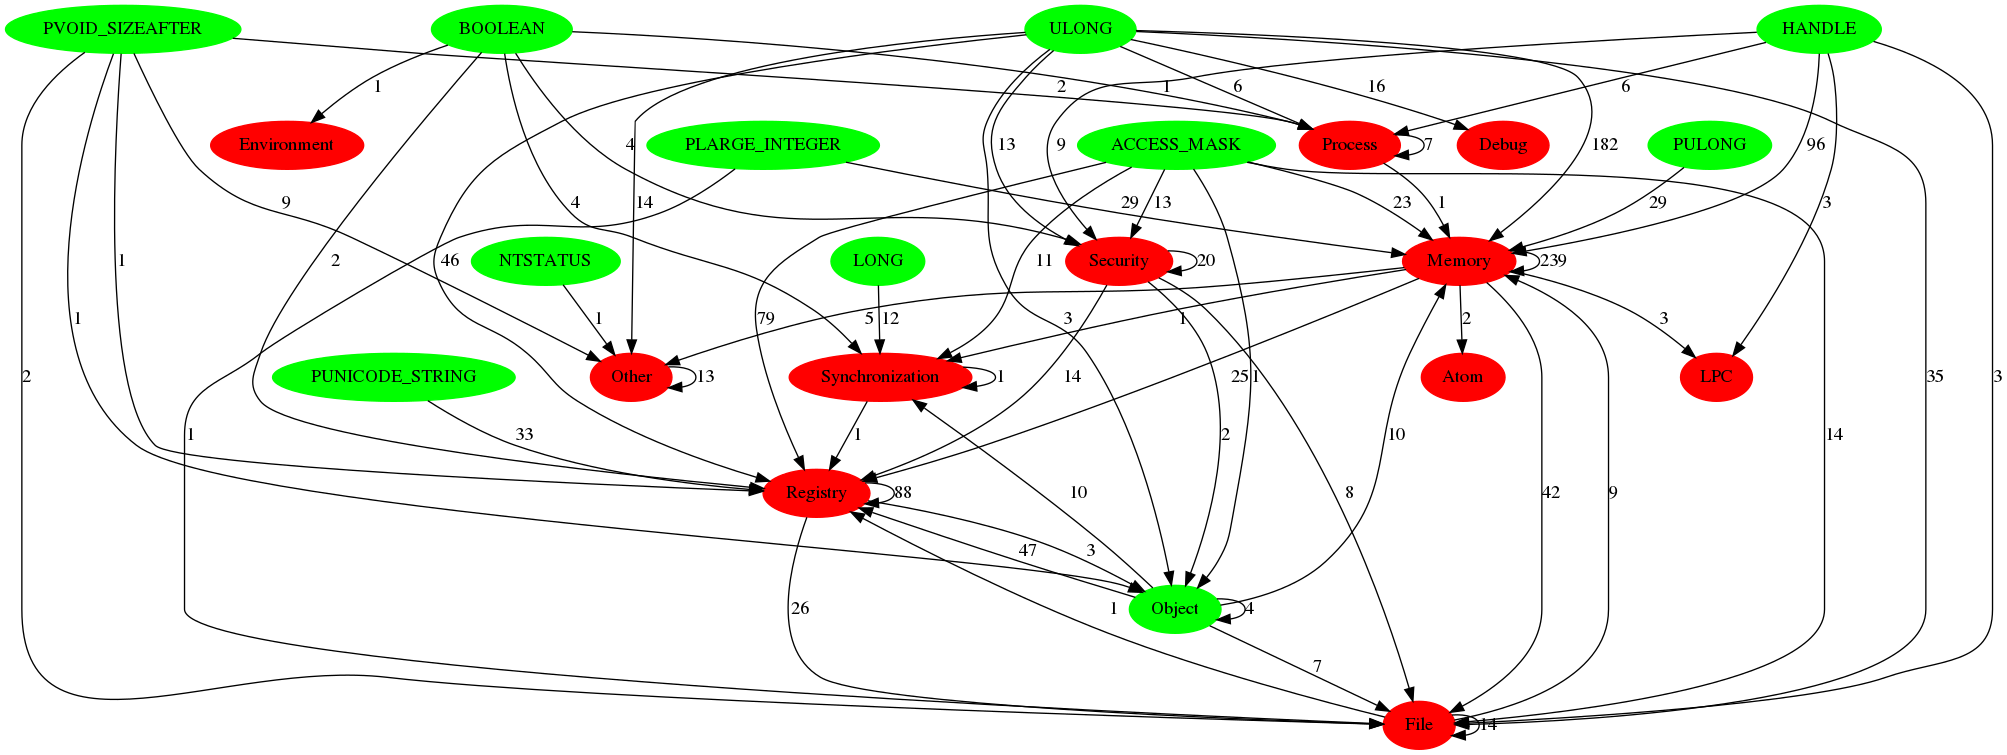 PVOID_SIZEAFTER BOOLEAN ULONG HANDLE
1 2 1 6 16 6
Environment PLARGE_INTEGER ACCESS_MASK Process 7 Debug PULONG
4 13 9 182 96
9 4 14 29 13 23 1 29 3
1 2 46 NTSTATUS LONG 11 Security 20 Memory 239
1 1 5 12 79 3 1 2 3
2 PUNICODE_STRING Other 13 Synchronization 1 14 25 1 Atom LPC 35 3
1 33 1 2 10 14
Registry 88 10 8 42 9
47 3
26 1 Object 4
7
File 14